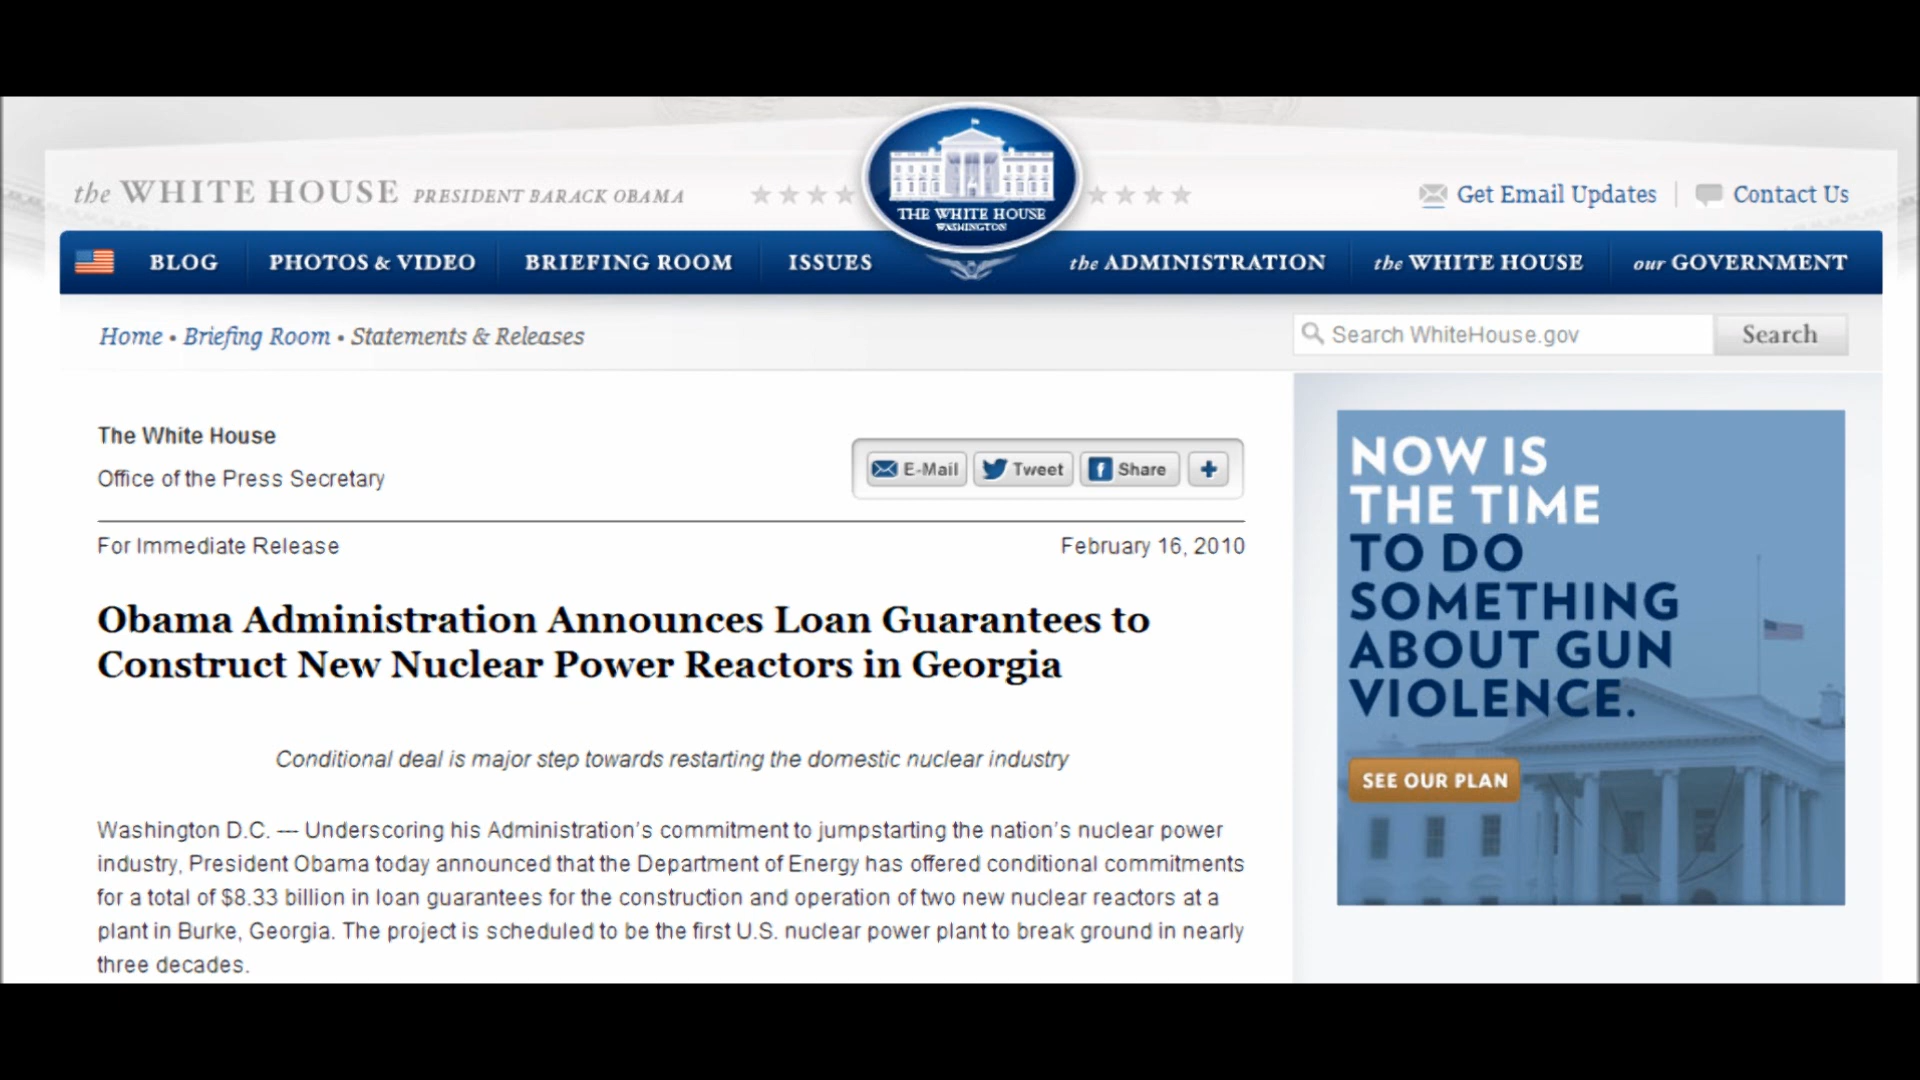 the WHITE HOUSE PRESIDENT BARACK OBAMA
THE WHITE HOUSE
WASHINGTON
Get Email Updates
Contact Us
BLOG
PHOTOS & VIDEO
BRIEFING ROOM
ISSUES
the ADMINISTRATION
the WHITE HOUSE
our GOVERNMENT
Home • Briefing Room • Statements & Releases
Search WhiteHouse.gov
Search
The White House
Office of the Press Secretary
E-Mail
Tweet
Share
For Immediate Release
February 16, 2010
Obama Administration Announces Loan Guarantees to
Construct New Nuclear Power Reactors in Georgia
Conditional deal is major step towards restarting the domestic nuclear industry
Washington D.C. --- Underscoring his Administration's commitment to jumpstarting the nation's nuclear power
industry, President Obama today announced that the Department of Energy has offered conditional commitments
for a total of $8.33 billion in loan guarantees for the construction and operation of two new nuclear reactors at a
plant in Burke, Georgia. The project is scheduled to be the first U.S. nuclear power plant to break ground in nearly
three decades.
NOW IS
THE TIME
TO DO
SOMETHING
ABOUT GUN
VIOLENCE.
SEE OUR PLAN